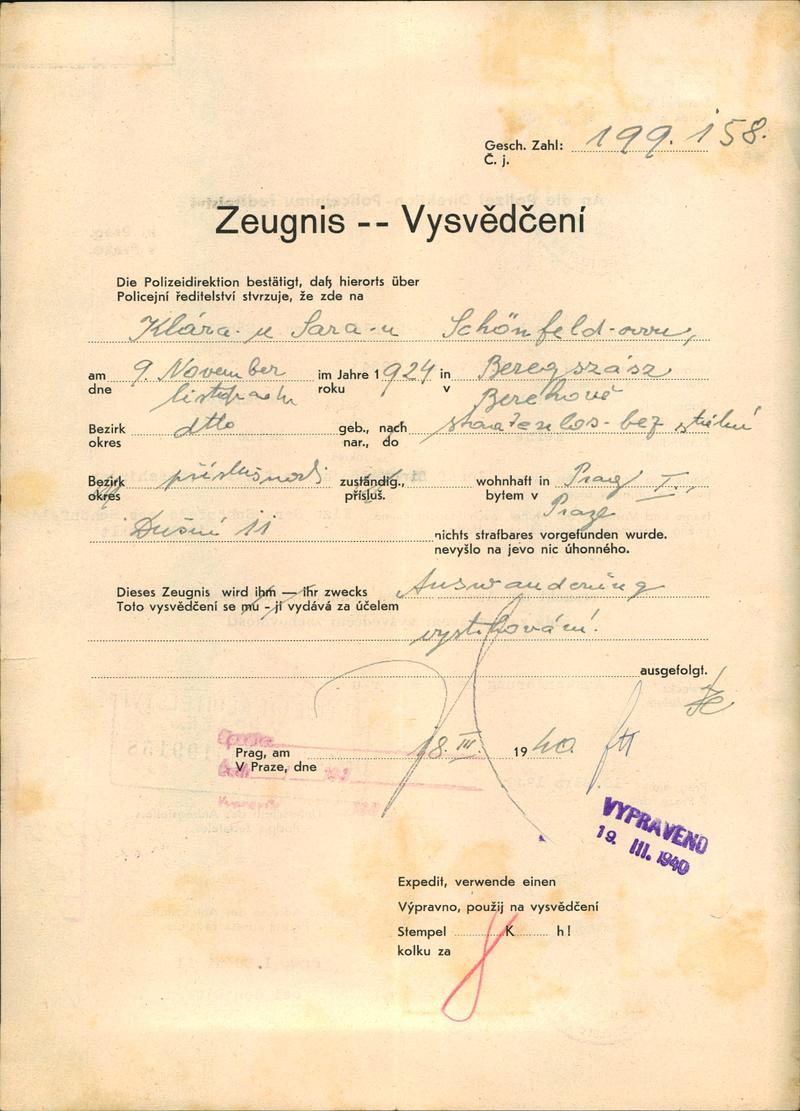 Gesch. Zahl: 199.158.
Č. j.
Zeugnis -- Vysvědčení
Die Polizeidirektion bestätigt, daß hierorts über
Policejní ředitelství stvrzuje, že zde na
Klára-u Sara-u Schönfeld-ovou,
am 9. November im Jahre 1924 in Beregszász
dne listopadu roku v Berehově
Bezirk dtto geb., nach staatenlos - bez státní
okres nar., do
Bezirk příslušnosti zuständig., wohnhaft in Prag I.,
okres přísluš. bytem v Praze
Dušní 11 nichts strafbares vorgefunden wurde.
nevyšlo na jevo nic úhonného.
Dieses Zeugnis wird ihm — ihr zwecks Auswanderung
Toto vysvědčení se mu - jí vydává za účelem
vystěhování.
ausgefolgt.
Prag, am 18. III. 1940
V Praze, dne
VYPRAVENO
19. III. 1940
Expedit, verwende einen
Výpravno, použij na vysvědčení
Stempel K h!
kolku za